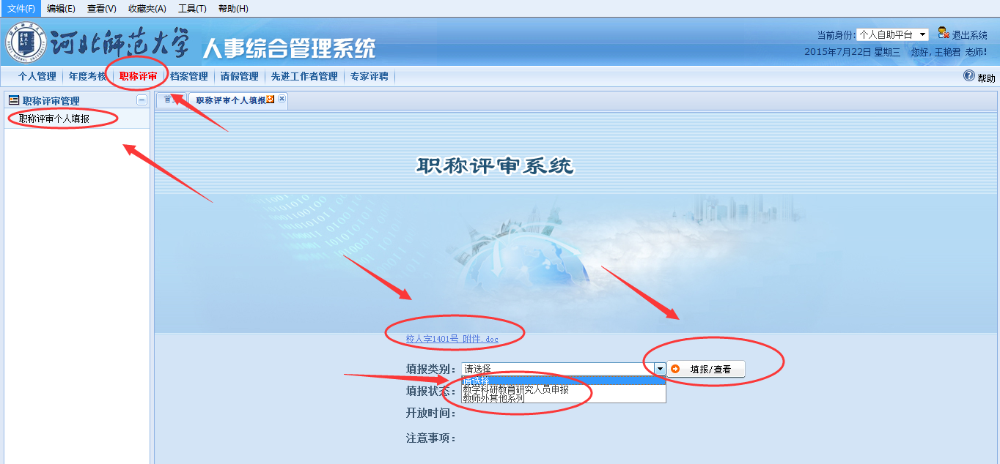 文件(F) 编辑(E) 查看(V) 收藏夹(A) 工具(T) 帮助(H)
河北师范大学 人事综合管理系统
当前身份: 个人自助平台 退出系统
2015年7月22日 星期三 您好, 王艳君 老师!
个人管理 年度考核 职称评审 档案管理 请假管理 先进工作者管理 专家评聘 帮助
职称评审管理
职称评审个人填报
首 职称评审个人填报
职称评审系统
校人字1401号 附件.doc
填报类别: 请选择 填报/查看
请选择
教学科研教育研究人员申报
教师外其他系列
填报状态:
开放时间:
注意事项: